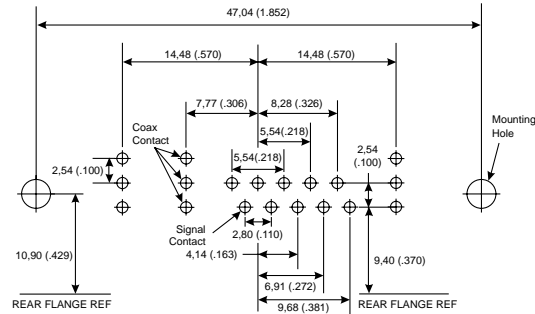 47,04 (1.852)
14,48 (.570)
14,48 (.570)
7,77 (.306)
8,28 (.326)
Coax
Contact
Mounting
Hole
5,54(.218)
5,54(.218)
2,54
(.100)
2,54 (.100)
Signal
Contact
2,80 (.110)
10,90 (.429)
4,14 (.163)
9,40 (.370)
6,91 (.272)
REAR FLANGE REF
REAR FLANGE REF
9,68 (.381)